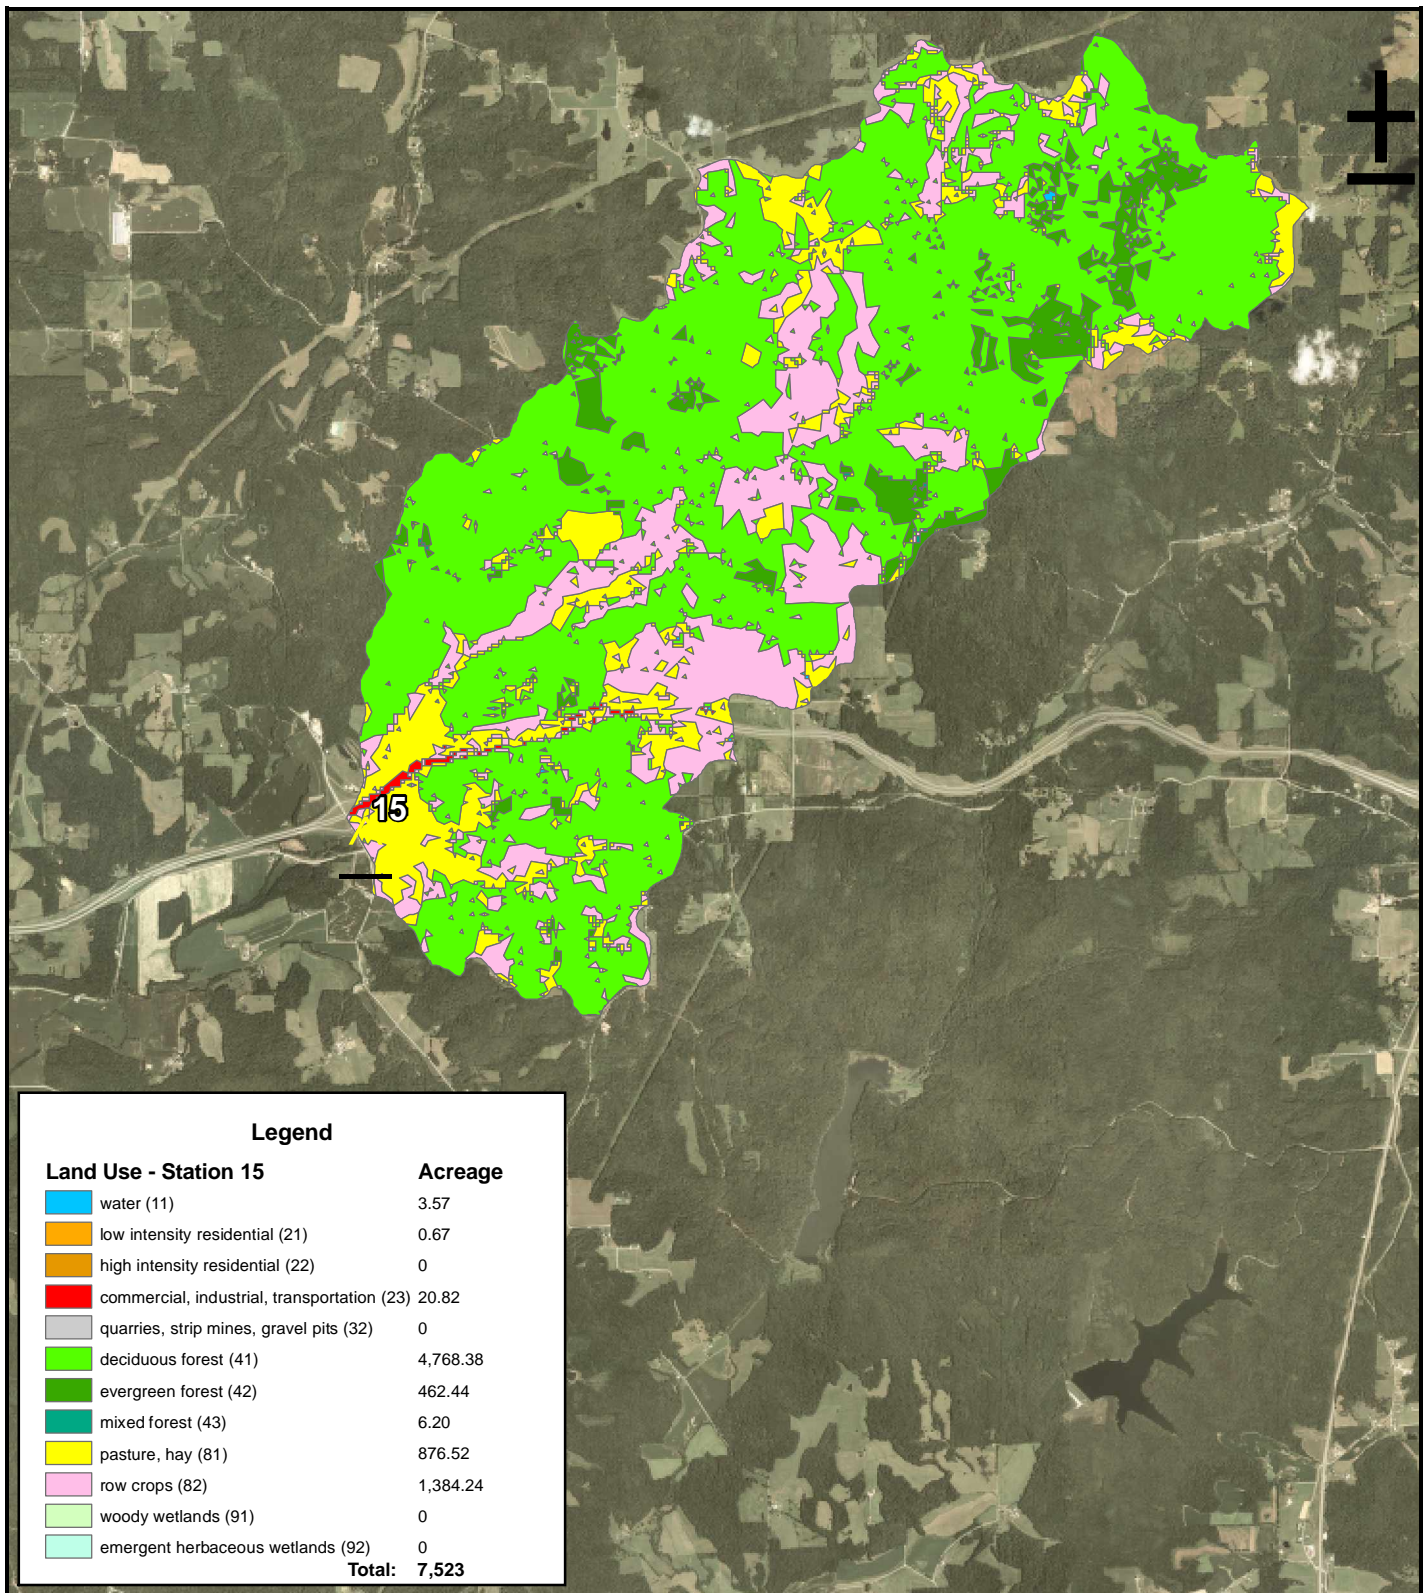 15
Legend
Land Use - Station 15 Acreage
water (11) 3.57
low intensity residential (21) 0.67
high intensity residential (22) 0
commercial, industrial, transportation (23) 20.82
quarries, strip mines, gravel pits (32) 0
deciduous forest (41) 4,768.38
evergreen forest (42) 462.44
mixed forest (43) 6.20
pasture, hay (81) 876.52
row crops (82) 1,384.24
woody wetlands (91) 0
emergent herbaceous wetlands (92) 0
Total: 7,523